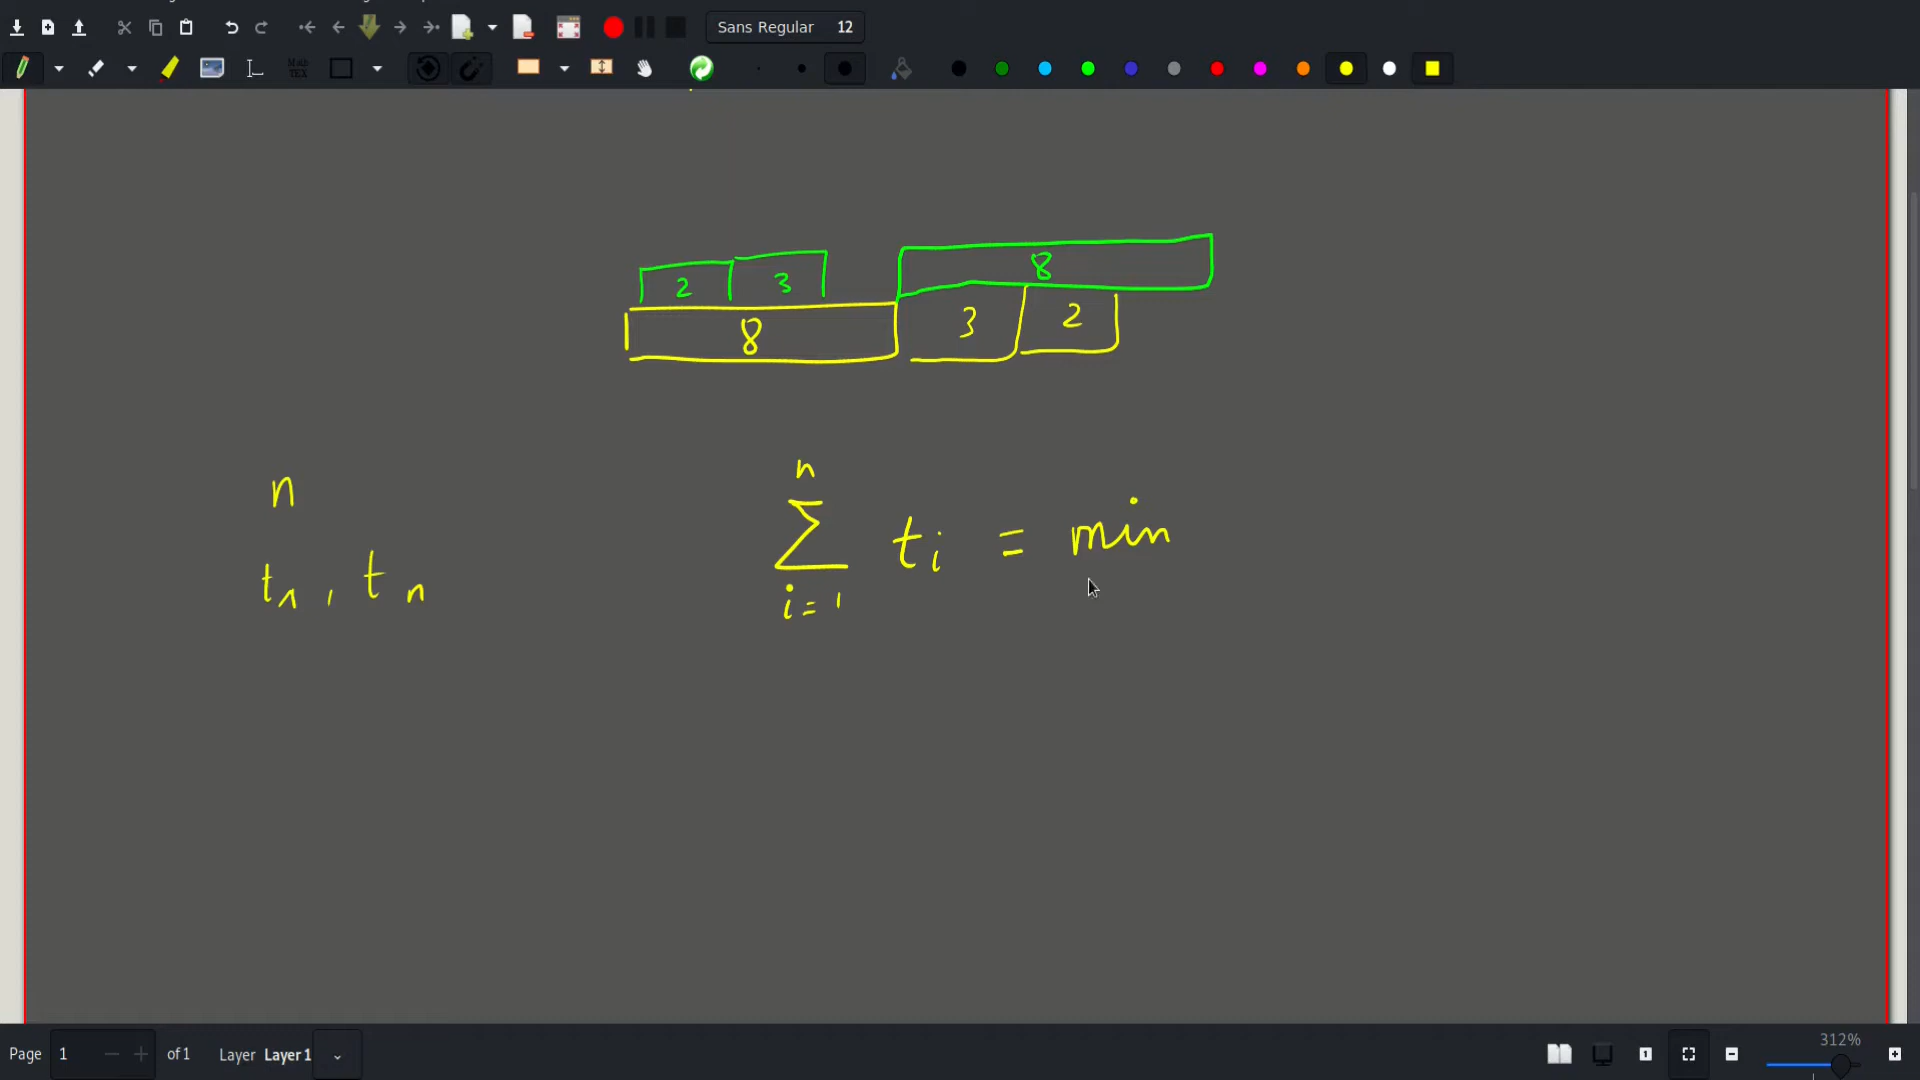 Sans Regular 12
2 3 8
8 3 2
n
n
∑ tᵢ = min
i = 1
t₁ , tₙ
312%
Page 1 of 1 Layer Layer 1